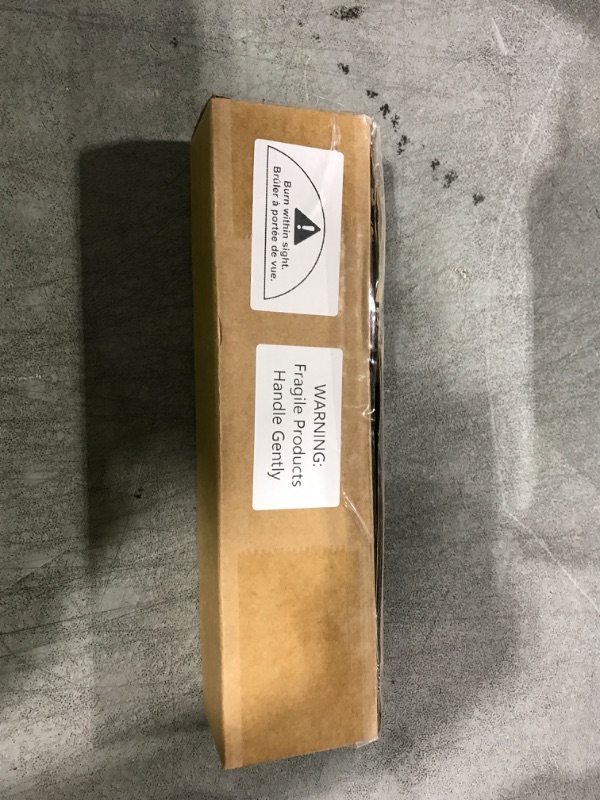 Burn within sight.
Brûler à portée de vue.
WARNING:
Fragile Products
Handle Gently